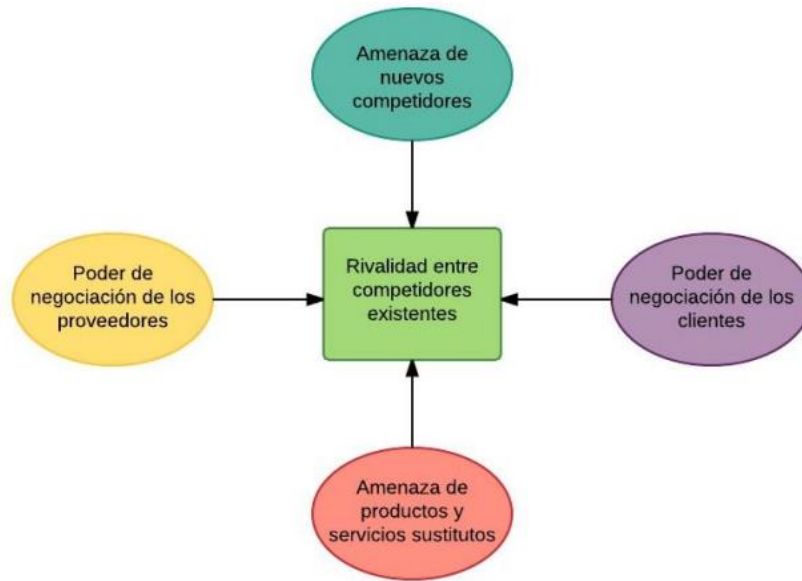 Amenaza de
nuevos
competidores
Poder de
negociación de los
proveedores
Rivalidad entre
competidores
existentes
Poder de
negociación de los
clientes
Amenaza de
productos y
servicios sustitutos